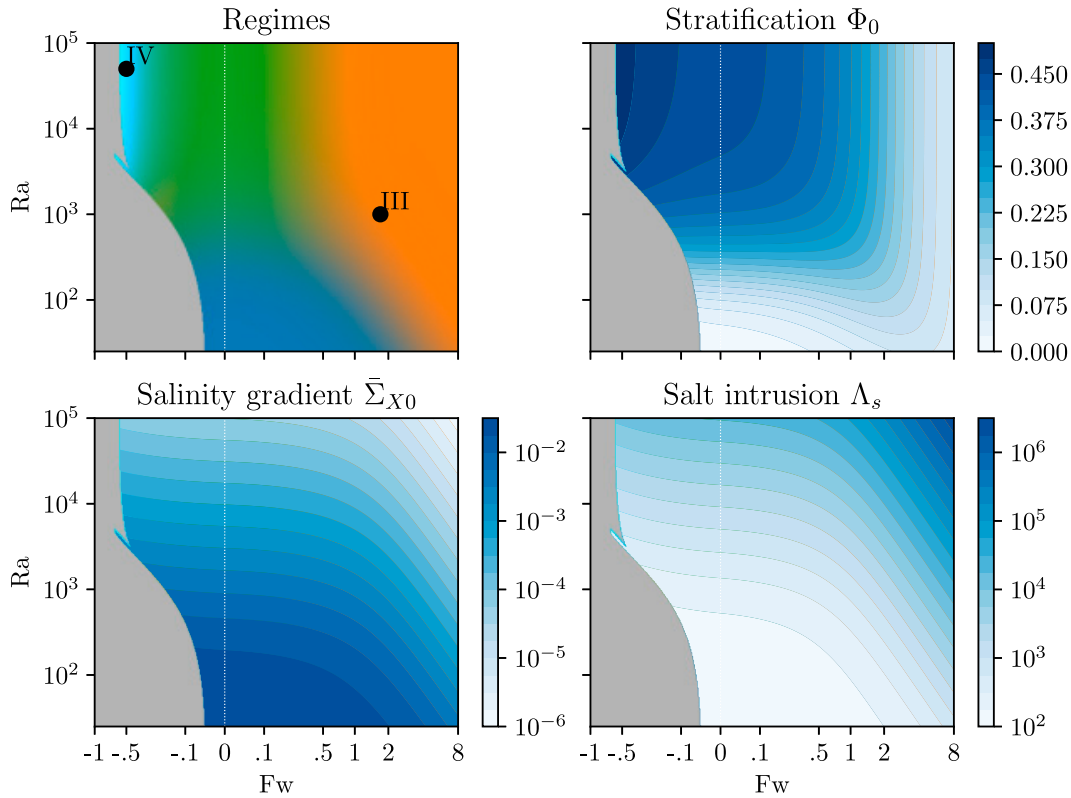 Regimes
10^5
10^4
10^3
10^2
Ra
IV
III
Stratification Φ_0
0.450
0.375
0.300
0.225
0.150
0.075
0.000
Salinity gradient Σ̄_{X0}
10^5
10^4
10^3
10^2
Ra
-1 -.5 -.1 0 .1 .5 1 2 8
Fw
10^{-2}
10^{-3}
10^{-4}
10^{-5}
10^{-6}
Salt intrusion Λ_s
-1 -.5 -.1 0 .1 .5 1 2 8
Fw
10^6
10^5
10^4
10^3
10^2